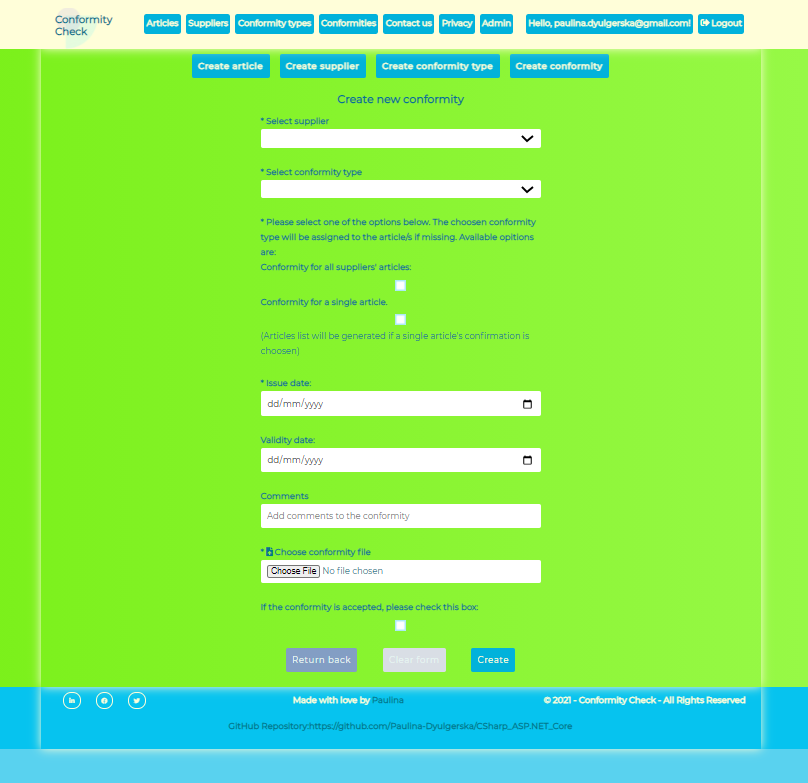 Conformity Check
Articles Suppliers Conformity types Conformities Contact us Privacy Admin Hello, paulina.dyulgerska@gmail.com! Logout
Create article Create supplier Create conformity type Create conformity
Create new conformity
* Select supplier
* Select conformity type
* Please select one of the options below. The choosen conformity
type will be assigned to the article/s if missing. Available opitions
are:
Conformity for all suppliers' articles:
Conformity for a single article.
(Articles list will be generated if a single article's confirmation is
choosen)
* Issue date:
dd/mm/yyyy
Validity date:
dd/mm/yyyy
Comments
Add comments to the conformity
* Choose conformity file
Choose File No file chosen
If the conformity is accepted, please check this box:
Return back Clear form Create
Made with love by Paulina © 2021 - Conformity Check - All Rights Reserved
GitHub Repository:https://github.com/Paulina-Dyulgerska/CSharp_ASP.NET_Core